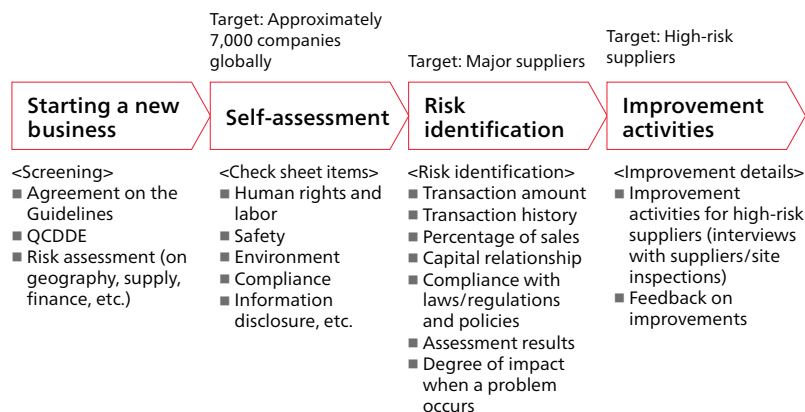 Target: Approximately
7,000 companies
globally
Target: Major suppliers
Target: High-risk
suppliers
Starting a new
business
Self-assessment
Risk
identification
Improvement
activities
<Screening>
■ Agreement on the
Guidelines
■ QCDDE
■ Risk assessment (on
geography, supply,
finance, etc.)
<Check sheet items>
■ Human rights and
labor
■ Safety
■ Environment
■ Compliance
■ Information
disclosure, etc.
<Risk identification>
■ Transaction amount
■ Transaction history
■ Percentage of sales
■ Capital relationship
■ Compliance with
laws/regulations
and policies
■ Assessment results
■ Degree of impact
when a problem
occurs
<Improvement details>
■ Improvement
activities for high-risk
suppliers (interviews
with suppliers/site
inspections)
■ Feedback on
improvements